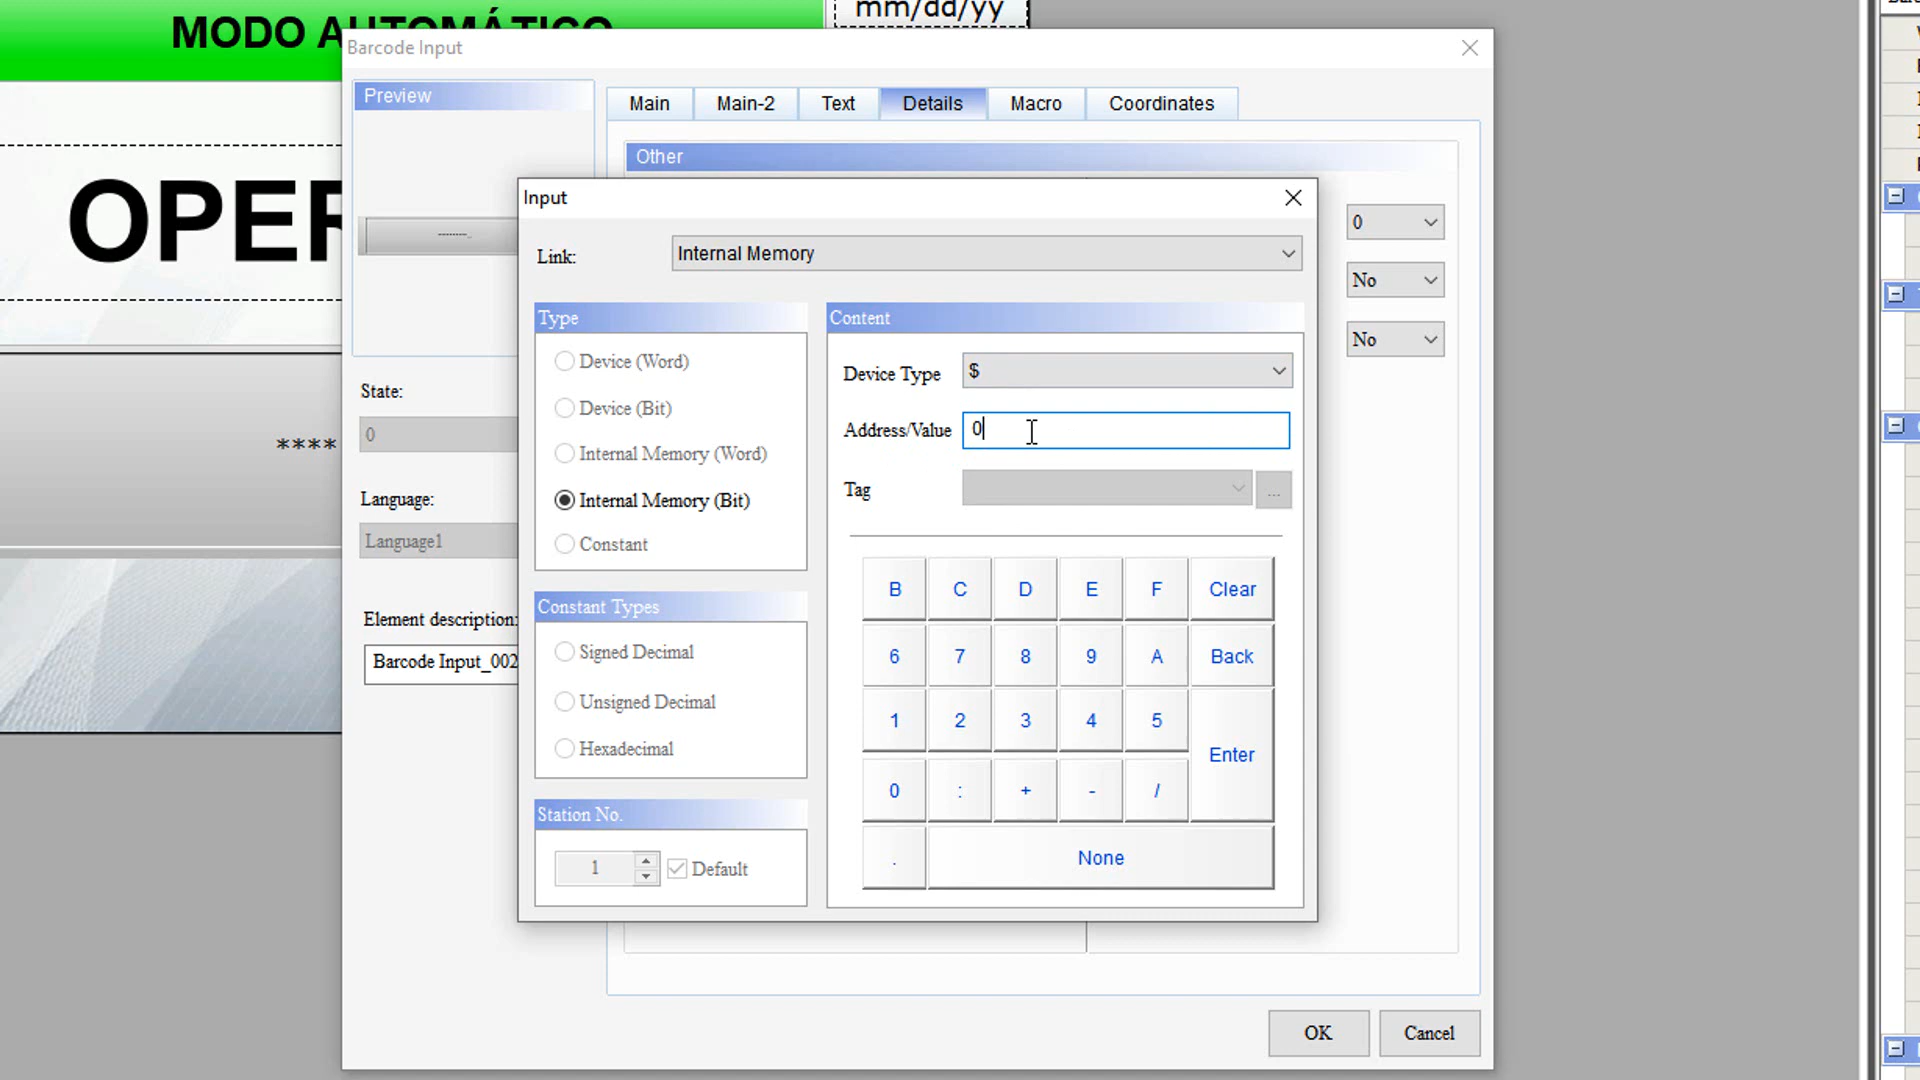 mm/dd/yy
MODO AUTOMÁTICO
Barcode Input
Preview
Main
Main-2
Text
Details
Macro
Coordinates
Other
OPER
Input
Link:
Internal Memory
0
No
No
Type
Device (Word)
Device (Bit)
Internal Memory (Word)
Internal Memory (Bit)
Constant
Content
Device Type
$
Address/Value
0
Tag
...
State:
0
****
Language:
Language1
Element description:
Barcode Input_002
Constant Types
Signed Decimal
Unsigned Decimal
Hexadecimal
B C D E F Clear
6 7 8 9 A Back
1 2 3 4 5
Enter
0 : + - /
. None
Station No.
1
Default
OK
Cancel